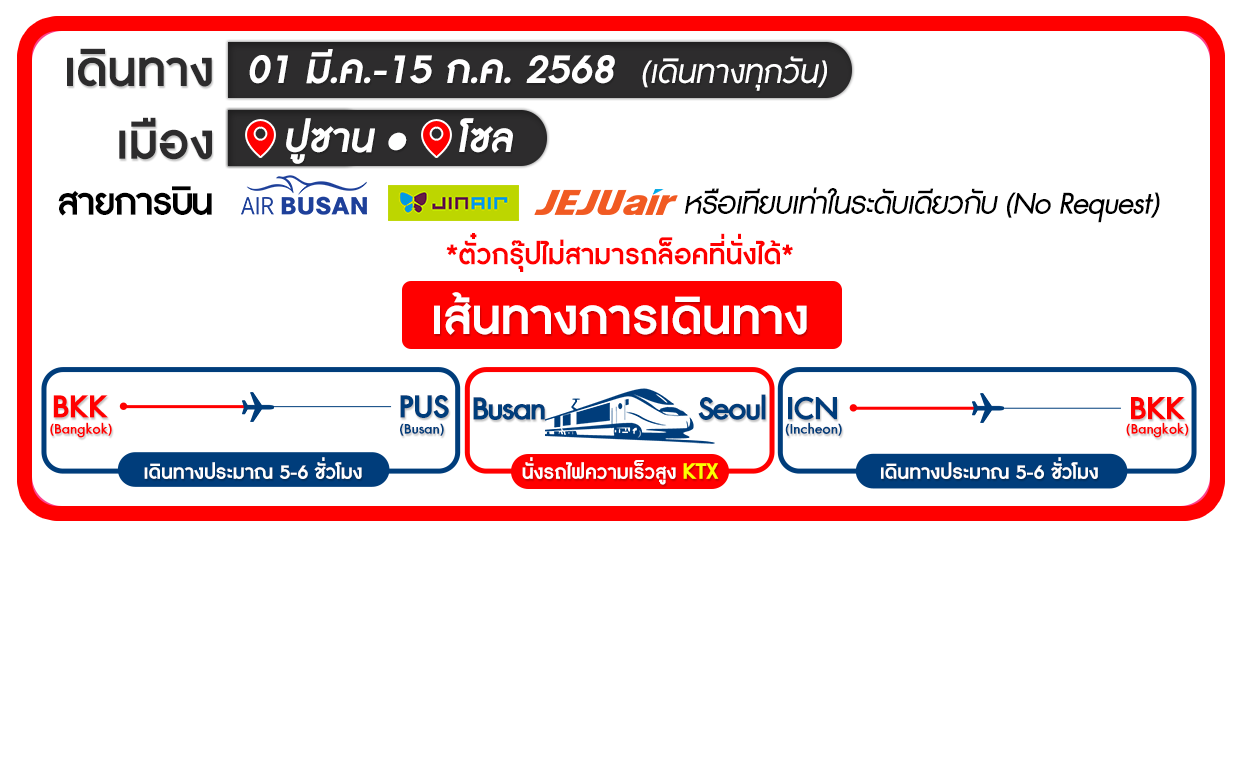 เดินทาง 01 มี.ค.-15 ก.ค. 2568 (เดินทางทุกวัน)
เมือง ปูซาน • โซล
สายการบิน AIR BUSAN JINAIR JEJUair หรือเทียบเท่าในระดับเดียวกับ (No Request)
*ตั๋วกรุ๊ปไม่สามารถล็อคที่นั่งได้*
เส้นทางการเดินทาง
BKK PUS
(Bangkok) (Busan)
เดินทางประมาณ 5-6 ชั่วโมง
Busan Seoul
นั่งรถไฟความเร็วสูง KTX
ICN BKK
(Incheon) (Bangkok)
เดินทางประมาณ 5-6 ชั่วโมง